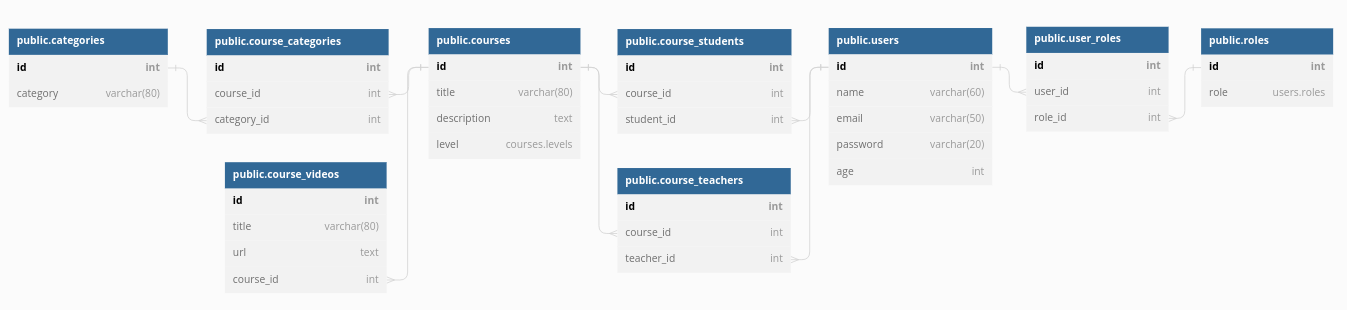 public.categories
id int
category varchar(80)
public.course_categories
id int
course_id int
category_id int
public.course_videos
id int
title varchar(80)
url text
course_id int
public.courses
id int
title varchar(80)
description text
level courses.levels
public.course_students
id int
course_id int
student_id int
public.course_teachers
id int
course_id int
teacher_id int
public.users
id int
name varchar(60)
email varchar(50)
password varchar(20)
age int
public.user_roles
id int
user_id int
role_id int
public.roles
id int
role users.roles